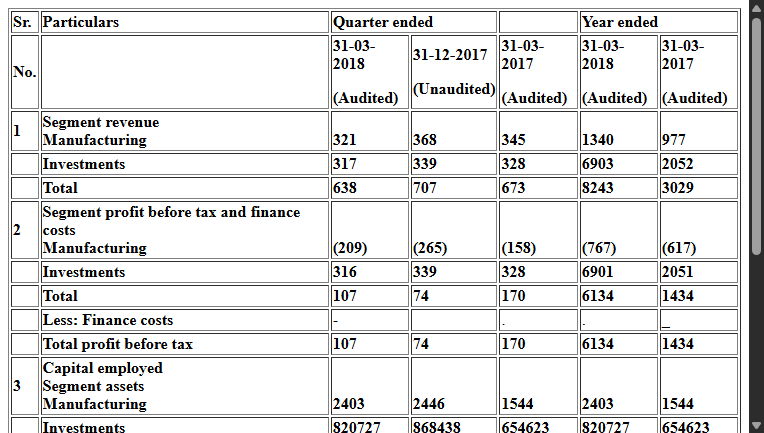 Sr. Particulars Quarter ended Year ended
No. 31-03-2018 (Audited) 31-12-2017 (Unaudited) 31-03-2017 (Audited) 31-03-2018 (Audited) 31-03-2017 (Audited)
1 Segment revenue
Manufacturing 321 368 345 1340 977
Investments 317 339 328 6903 2052
Total 638 707 673 8243 3029
2 Segment profit before tax and finance costs
Manufacturing (209) (265) (158) (767) (617)
Investments 316 339 328 6901 2051
Total 107 74 170 6134 1434
Less: Finance costs - . . _
Total profit before tax 107 74 170 6134 1434
3 Capital employed
Segment assets
Manufacturing 2403 2446 1544 2403 1544
Investments 820727 868438 654623 820727 654623